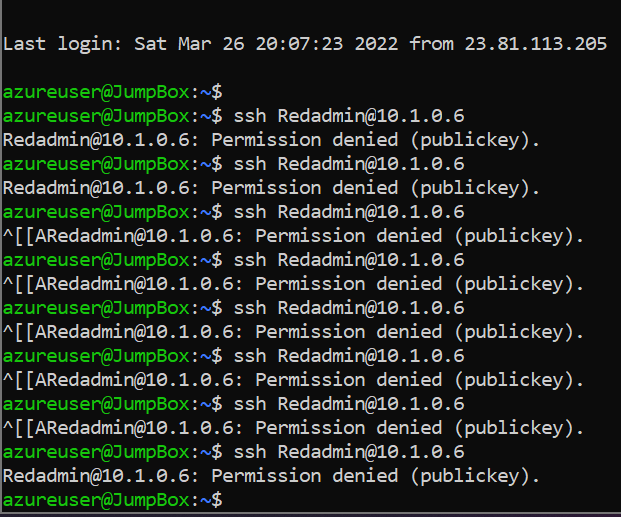 Last login: Sat Mar 26 20:07:23 2022 from 23.81.113.205
azureuser@JumpBox:~$
azureuser@JumpBox:~$ ssh Redadmin@10.1.0.6
Redadmin@10.1.0.6: Permission denied (publickey).
azureuser@JumpBox:~$ ssh Redadmin@10.1.0.6
Redadmin@10.1.0.6: Permission denied (publickey).
azureuser@JumpBox:~$ ssh Redadmin@10.1.0.6
^[[ARedadmin@10.1.0.6: Permission denied (publickey).
azureuser@JumpBox:~$ ssh Redadmin@10.1.0.6
^[[ARedadmin@10.1.0.6: Permission denied (publickey).
azureuser@JumpBox:~$ ssh Redadmin@10.1.0.6
^[[ARedadmin@10.1.0.6: Permission denied (publickey).
azureuser@JumpBox:~$ ssh Redadmin@10.1.0.6
^[[ARedadmin@10.1.0.6: Permission denied (publickey).
azureuser@JumpBox:~$ ssh Redadmin@10.1.0.6
^[[ARedadmin@10.1.0.6: Permission denied (publickey).
azureuser@JumpBox:~$ ssh Redadmin@10.1.0.6
Redadmin@10.1.0.6: Permission denied (publickey).
azureuser@JumpBox:~$